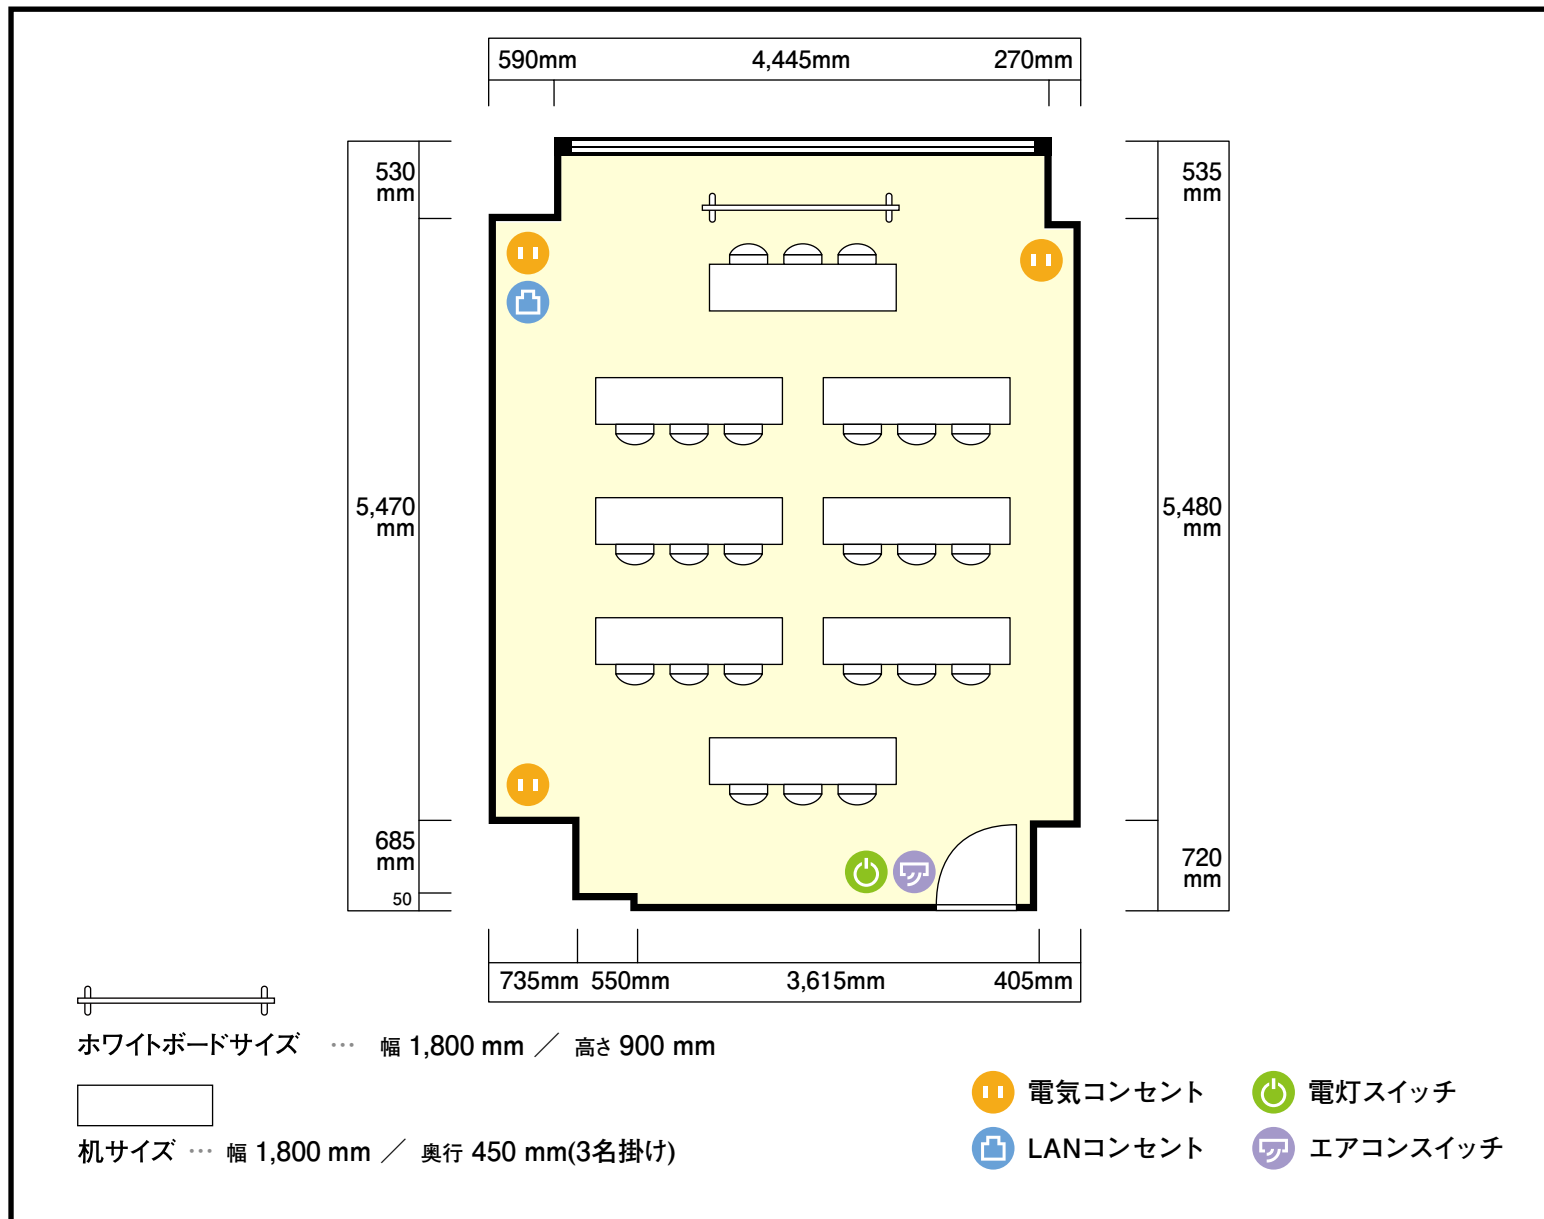 590mm 4,445mm 270mm
530
mm
535
mm
5,470
mm
5,480
mm
685
mm
720
mm
50
735mm 550mm 3,615mm 405mm
ホワイトボードサイズ … 幅 1,800 mm ／ 高さ 900 mm
机サイズ … 幅 1,800 mm ／ 奥行 450 mm(3名掛け)
電気コンセント 電灯スイッチ
LANコンセント エアコンスイッチ